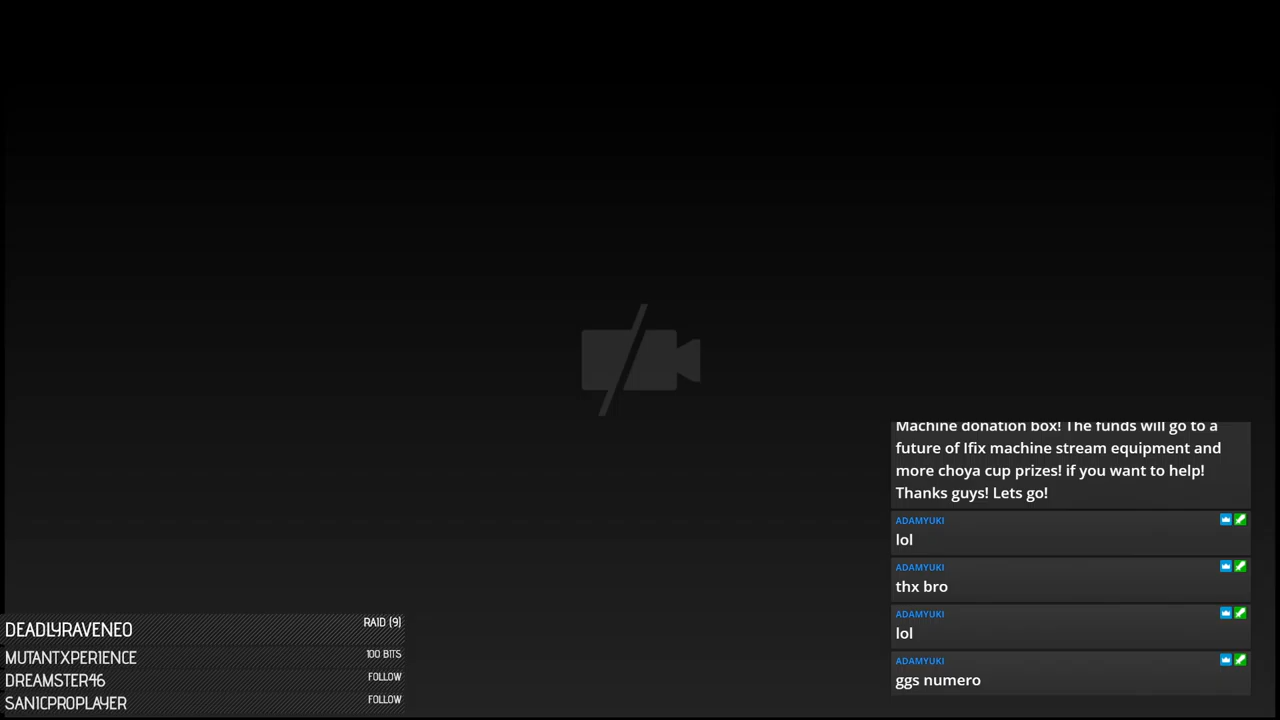 Machine donation box! The funds will go to a
future of Ifix machine stream equipment and
more choya cup prizes! if you want to help!
Thanks guys! Lets go!
ADAMYUKI
lol
ADAMYUKI
thx bro
ADAMYUKI
lol
ADAMYUKI
ggs numero
DEADLYRAVENEO RAID (9)
MUTANTXPERIENCE 100 BITS
DREAMSTER46 FOLLOW
SANICPROPLAYER FOLLOW